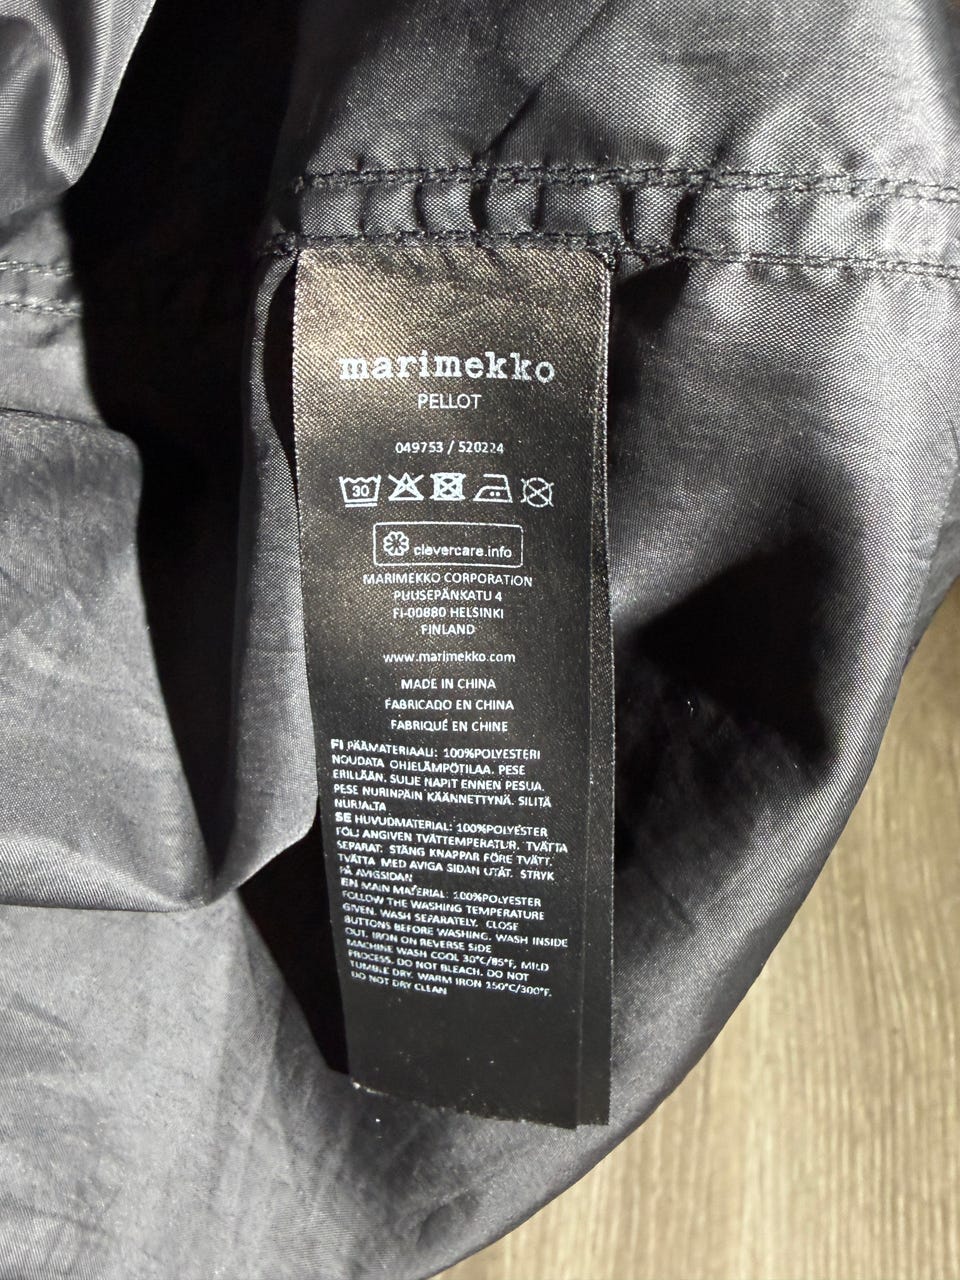 marimekko
PELLOT
049753 / 520224
30
clevercare.info
MARIMEKKO CORPORATION
PUUSEPÄNKATU 4
FI-00880 HELSINKI
FINLAND
www.marimekko.com
MADE IN CHINA
FABRICADO EN CHINA
FABRIQUÉ EN CHINE
FI PÄÄMATERIAALI: 100%POLYESTERI
NOUDATA OHJELÄMPÖTILAA. PESE
ERILLÄÄN. SULJE NAPIT ENNEN PESUA.
PESE NURINPÄIN KÄÄNNETTYNÄ. SILITÄ
NURJALTA
SE HUVUDMATERIAL: 100%POLYESTER
FÖLJ ANGIVEN TVÄTTEMPERATUR. TVÄTTA
SEPARAT. STÄNG KNAPPAR FÖRE TVÄTT.
TVÄTTA MED AVIGA SIDAN UTÅT. STRYK
PÅ AVIGSIDAN
EN MAIN MATERIAL: 100%POLYESTER
FOLLOW THE WASHING TEMPERATURE
GIVEN. WASH SEPARATELY. CLOSE
BUTTONS BEFORE WASHING. WASH INSIDE
OUT. IRON ON REVERSE SIDE
MACHINE WASH COOL 30°C/85°F, MILD
PROCESS. DO NOT BLEACH. DO NOT
TUMBLE DRY. WARM IRON 150°C/300°F.
DO NOT DRY CLEAN